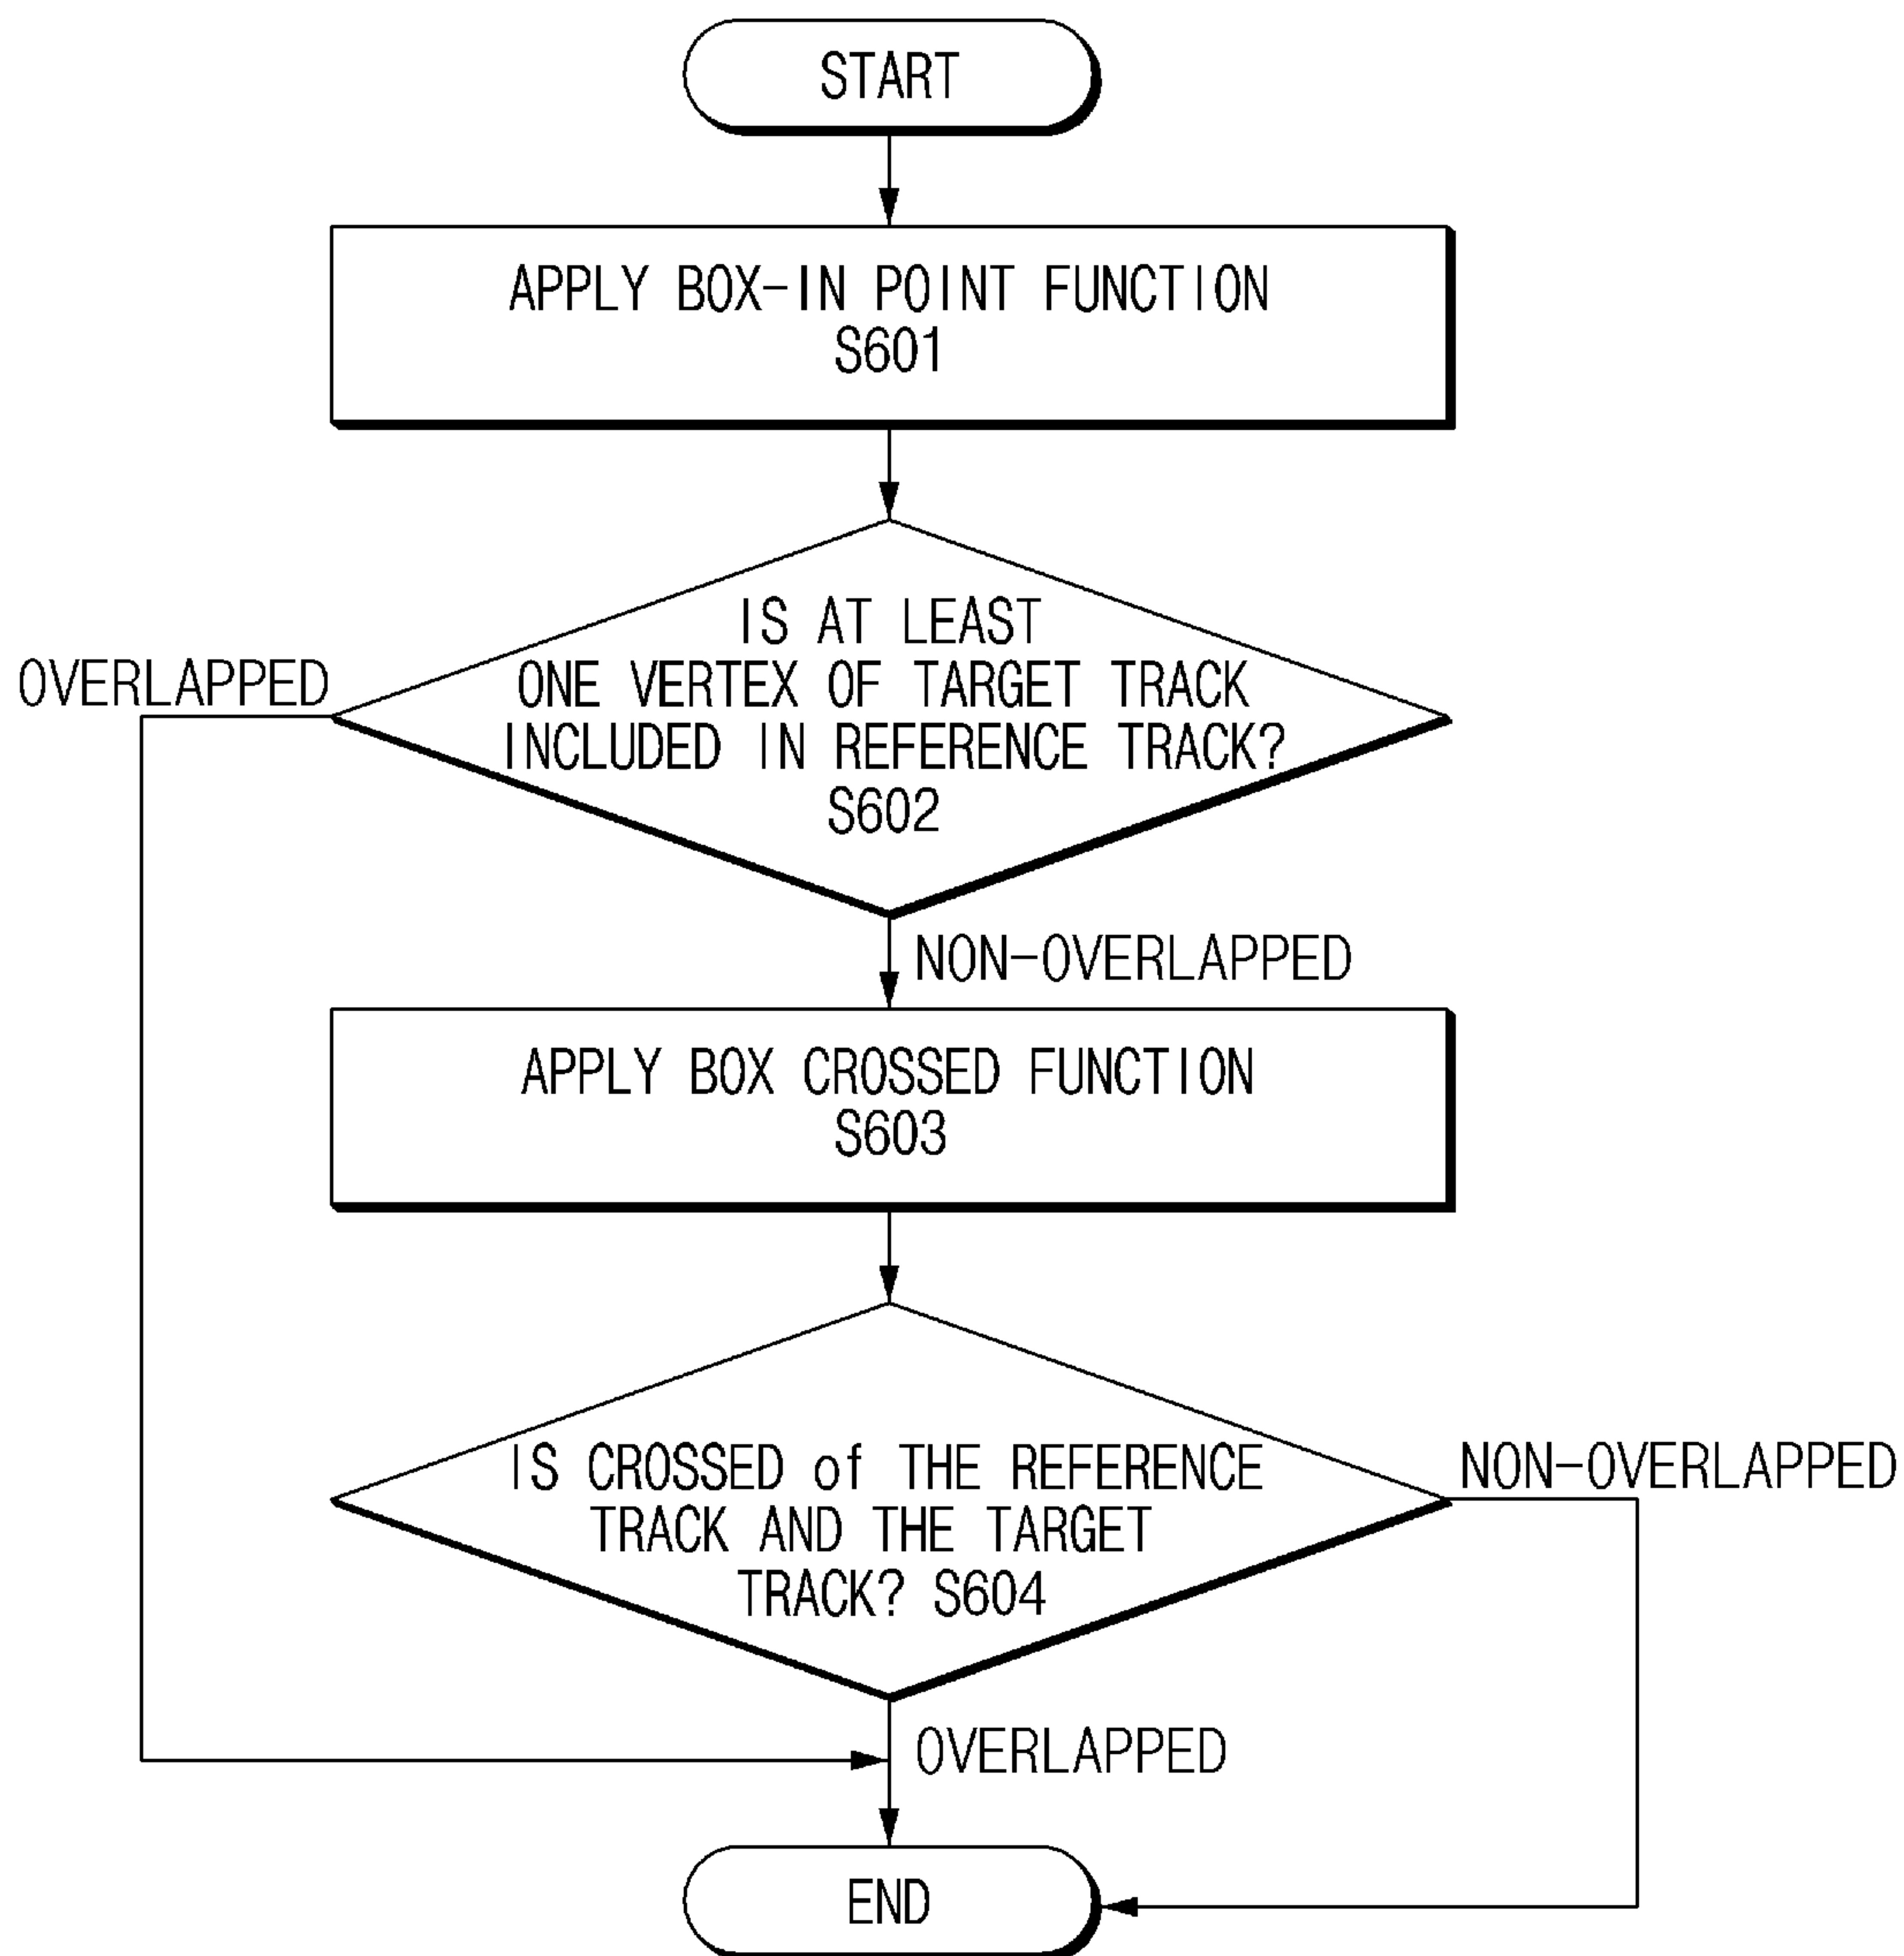 START
APPLY BOX-IN POINT FUNCTION
S601
IS AT LEAST
ONE VERTEX OF TARGET TRACK
INCLUDED IN REFERENCE TRACK?
S602
OVERLAPPED
NON-OVERLAPPED
APPLY BOX CROSSED FUNCTION
S603
IS CROSSED of THE REFERENCE
TRACK AND THE TARGET
TRACK? S604
NON-OVERLAPPED
OVERLAPPED
END